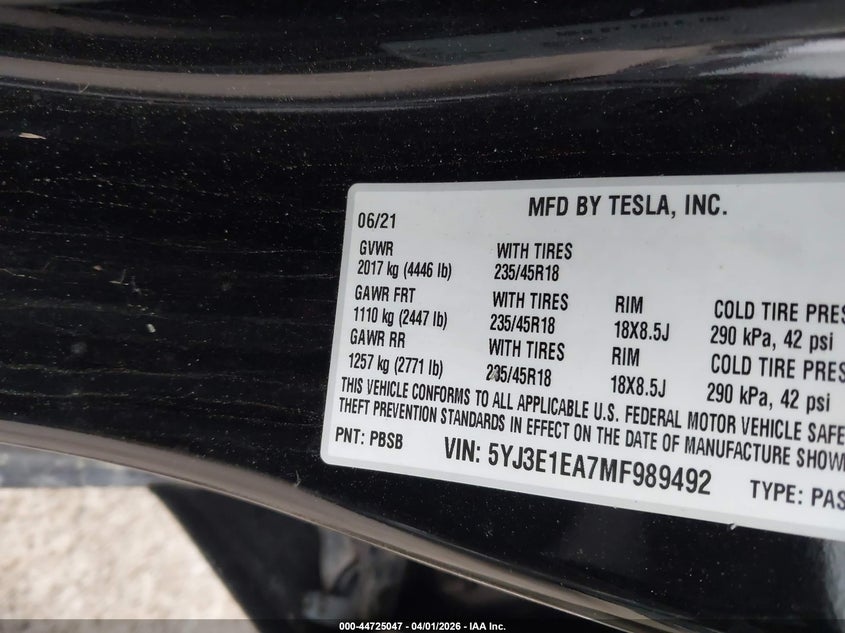 MFD BY TESLA, INC
MFD BY TESLA, INC.
06/21
GVWR WITH TIRES
2017 kg (4446 lb) 235/45R18
GAWR FRT WITH TIRES RIM COLD TIRE PRES
1110 kg (2447 lb) 235/45R18 18X8.5J 290 kPa, 42 psi
GAWR RR WITH TIRES RIM COLD TIRE PRES
1257 kg (2771 lb) 235/45R18 18X8.5J 290 kPa, 42 psi
THIS VEHICLE CONFORMS TO ALL APPLICABLE U.S. FEDERAL MOTOR VEHICLE SAFE
THEFT PREVENTION STANDARDS IN EFFECT ON THE DATE OF MANUFACTURE SHOW
PNT: PBSB VIN: 5YJ3E1EA7MF989492 TYPE: PAS
000-44725047 - 04/01/2026 - IAA Inc.